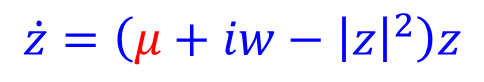 ż = (μ + iw − |z|²)z